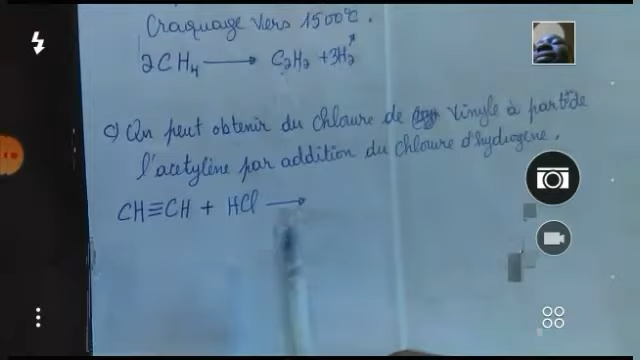 Craquage vers 1500°C.
2CH₄ ⟶ C₂H₂ + 3H₂
c) On peut obtenir du chlorure de vinyle à partir de
l'acétylène par addition du chlorure d'hydrogène.
CH≡CH + HCl ⟶